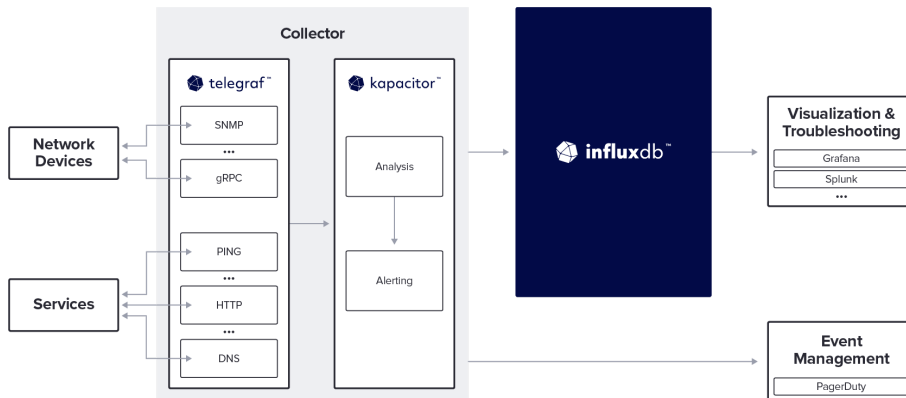 Collector
telegraf™
kapacitor™
SNMP
...
gRPC
PING
...
HTTP
...
DNS
Network
Devices
Services
Analysis
Alerting
influxdb™
Visualization &
Troubleshooting
Grafana
Splunk
...
Event
Management
PagerDuty